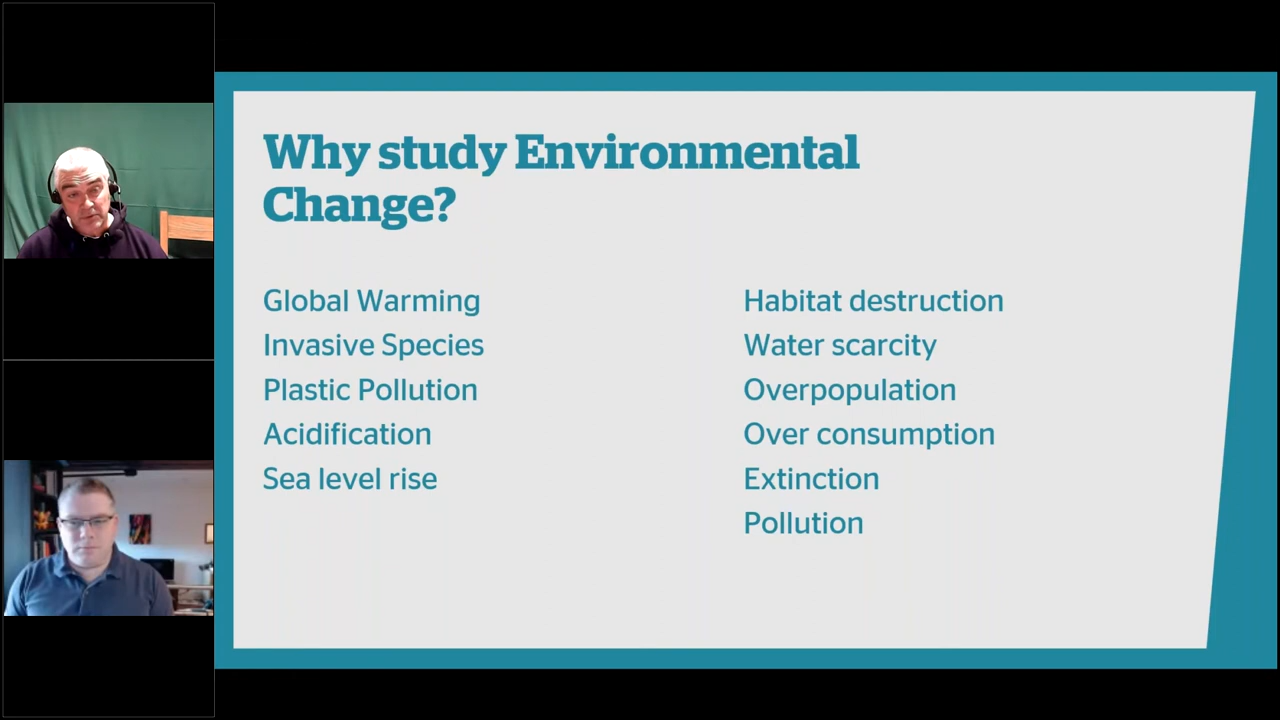 Why study Environmental
Change?
Global Warming
Invasive Species
Plastic Pollution
Acidification
Sea level rise
Habitat destruction
Water scarcity
Overpopulation
Over consumption
Extinction
Pollution